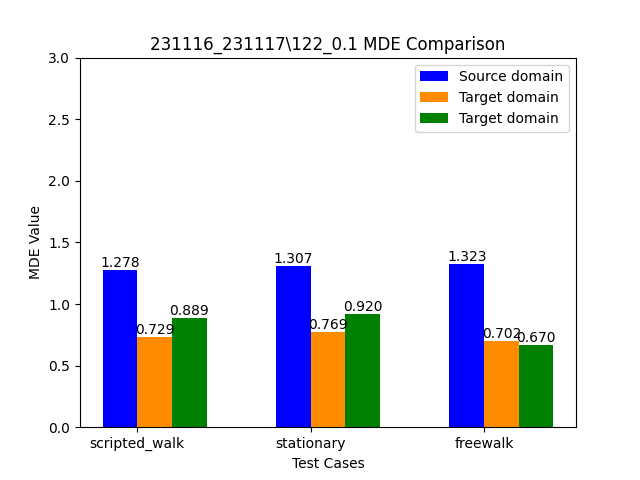 231116_231117\122_0.1 MDE Comparison
Source domain
Target domain
Target domain
MDE Value
3.0
2.5
2.0
1.5
1.0
0.5
0.0
1.278
0.729
0.889
1.307
0.769
0.920
1.323
0.702
0.670
scripted_walk
stationary
freewalk
Test Cases